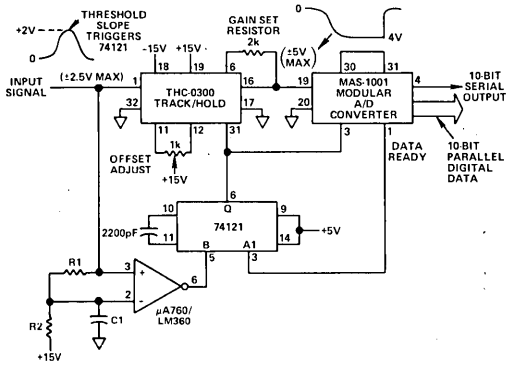 THRESHOLD
SLOPE
TRIGGERS
74121
+2V
0
GAIN SET
RESISTOR
2k
0
(±5V
MAX)
4V
-15V
+15V
18
19
6
30
31
INPUT
SIGNAL
(±2.5V MAX)
1
THC-0300
TRACK/HOLD
16
19
MAS-1001
MODULAR
A/D
CONVERTER
4
10-BIT
SERIAL
OUTPUT
32
17
20
11
12
31
3
1
1k
OFFSET
ADJUST
+15V
DATA
READY
10-BIT
PARALLEL
DIGITAL
DATA
6
Q
10
9
2200pF
74121
+5V
11
14
B
A1
5
3
R1
3
+
6
2
-
R2
C1
µA760/
LM360
+15V